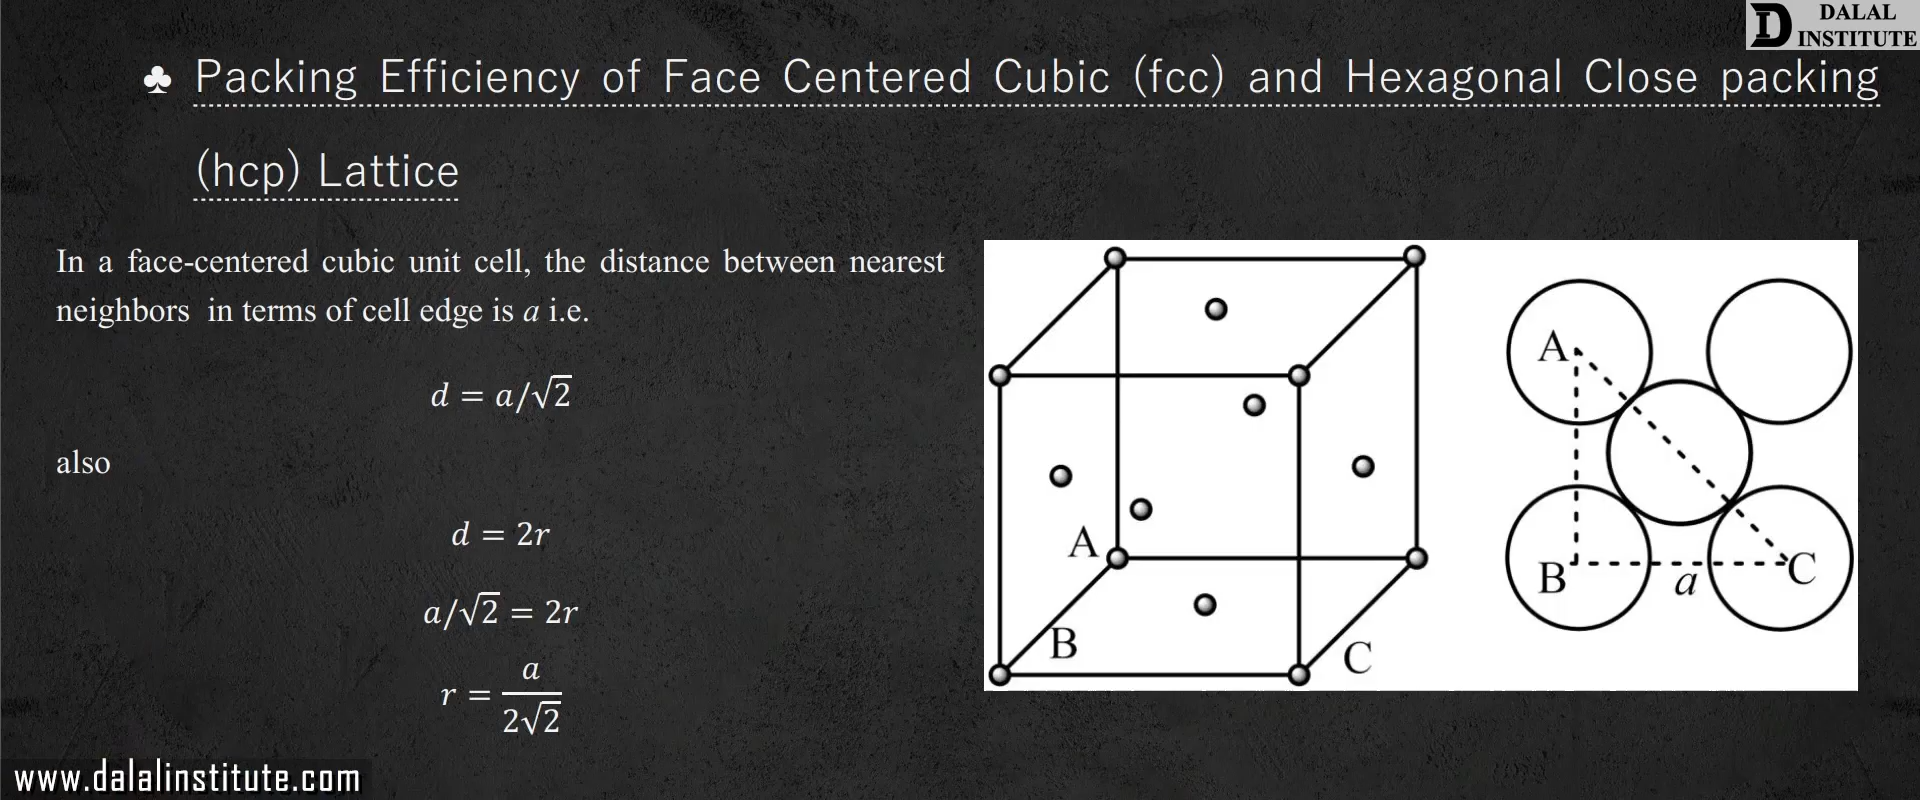 DALAL
INSTITUTE
♣ Packing Efficiency of Face Centered Cubic (fcc) and Hexagonal Close packing
(hcp) Lattice
In a face-centered cubic unit cell, the distance between nearest
neighbors in terms of cell edge is a i.e.
d = a/√2
also
d = 2r
a/√2 = 2r
r = a/2√2
A
B
C
A
B
a
C
www.dalalinstitute.com